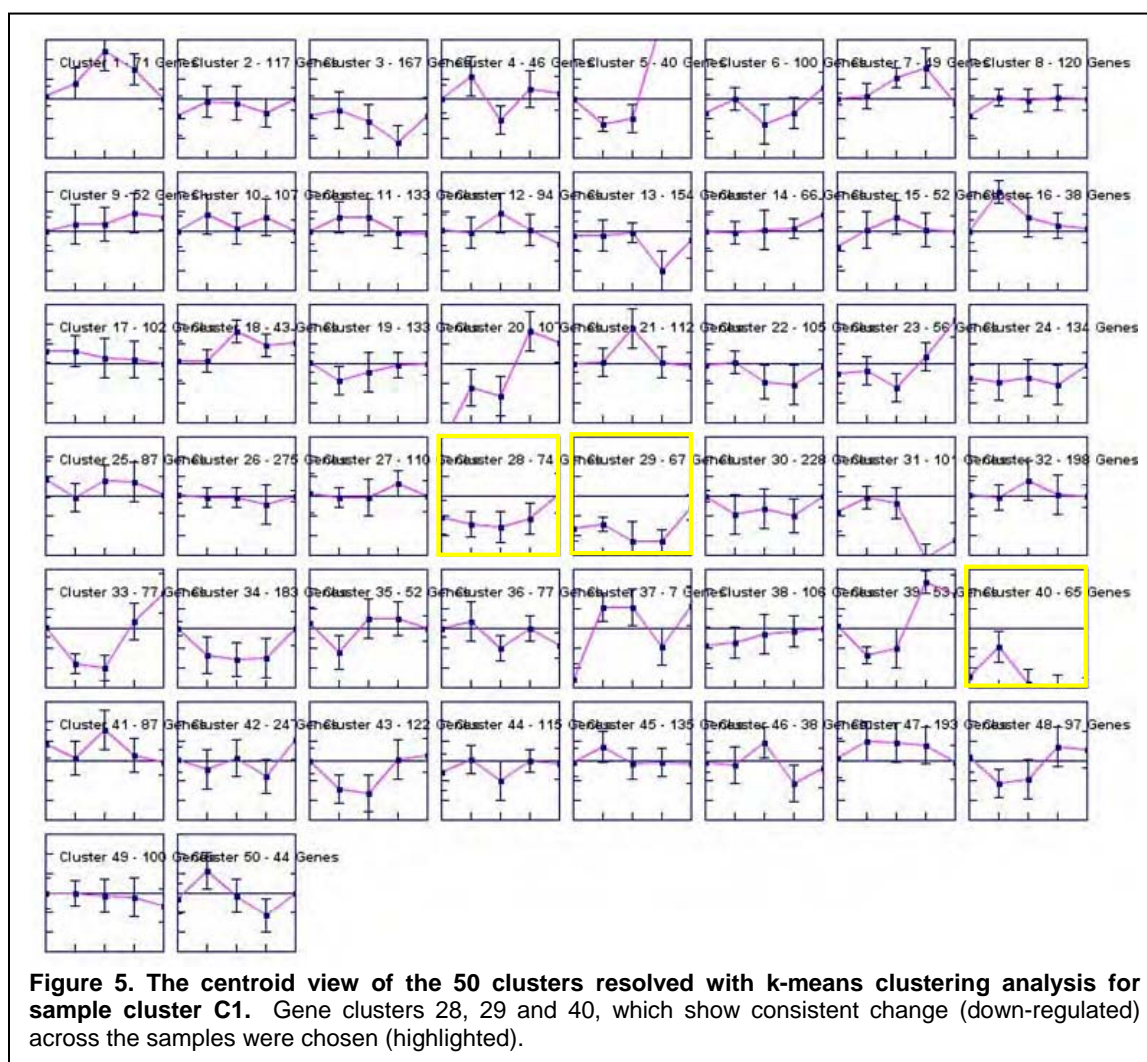 Cluster 1 - 71 Genes Cluster 2 - 117 Genes Cluster 3 - 167 Genes Cluster 4 - 46 Genes Cluster 5 - 40 Genes Cluster 6 - 100 Genes Cluster 7 - 49 Genes Cluster 8 - 120 Genes
Cluster 9 - 52 Genes Cluster 10 - 107 Genes Cluster 11 - 133 Genes Cluster 12 - 94 Genes Cluster 13 - 154 Genes Cluster 14 - 66 Genes Cluster 15 - 52 Genes Cluster 16 - 38 Genes
Cluster 17 - 102 Genes Cluster 18 - 43 Genes Cluster 19 - 133 Genes Cluster 20 - 10 Genes Cluster 21 - 112 Genes Cluster 22 - 105 Genes Cluster 23 - 56 Genes Cluster 24 - 134 Genes
Cluster 25 - 87 Genes Cluster 26 - 275 Genes Cluster 27 - 110 Genes Cluster 28 - 74 Genes Cluster 29 - 67 Genes Cluster 30 - 228 Genes Cluster 31 - 101 Genes Cluster 32 - 198 Genes
Cluster 33 - 77 Genes Cluster 34 - 183 Genes Cluster 35 - 52 Genes Cluster 36 - 77 Genes Cluster 37 - 7 Genes Cluster 38 - 106 Genes Cluster 39 - 53 Genes Cluster 40 - 65 Genes
Cluster 41 - 87 Genes Cluster 42 - 24 Genes Cluster 43 - 122 Genes Cluster 44 - 115 Genes Cluster 45 - 135 Genes Cluster 46 - 38 Genes Cluster 47 - 193 Genes Cluster 48 - 97 Genes
Cluster 49 - 100 Genes Cluster 50 - 44 Genes
Figure 5. The centroid view of the 50 clusters resolved with k-means clustering analysis for
sample cluster C1. Gene clusters 28, 29 and 40, which show consistent change (down-regulated)
across the samples were chosen (highlighted).